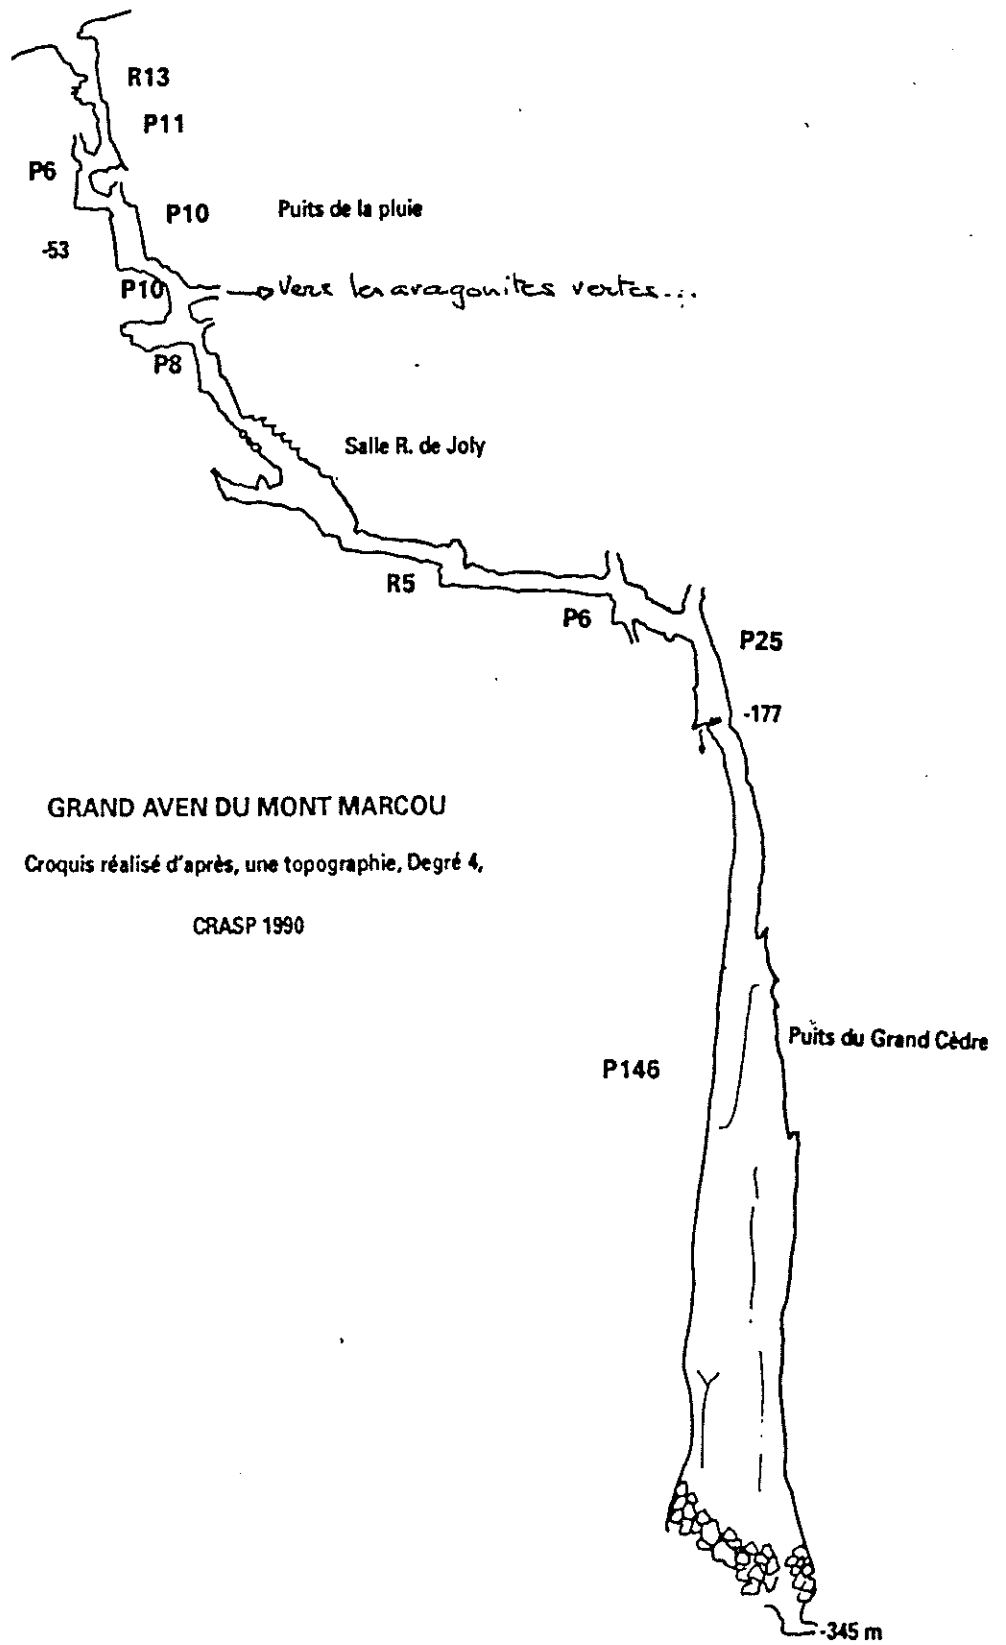 R13
P11
P6
P10
Puits de la pluie
-53
P10
Vers les aragonites vertes...
P8
Salle R. de Joly
R5
P6
P25
-177
GRAND AVEN DU MONT MARCOU
Croquis réalisé d'après, une topographie, Degré 4,
CRASP 1990
Puits du Grand Cèdre
P146
-345 m